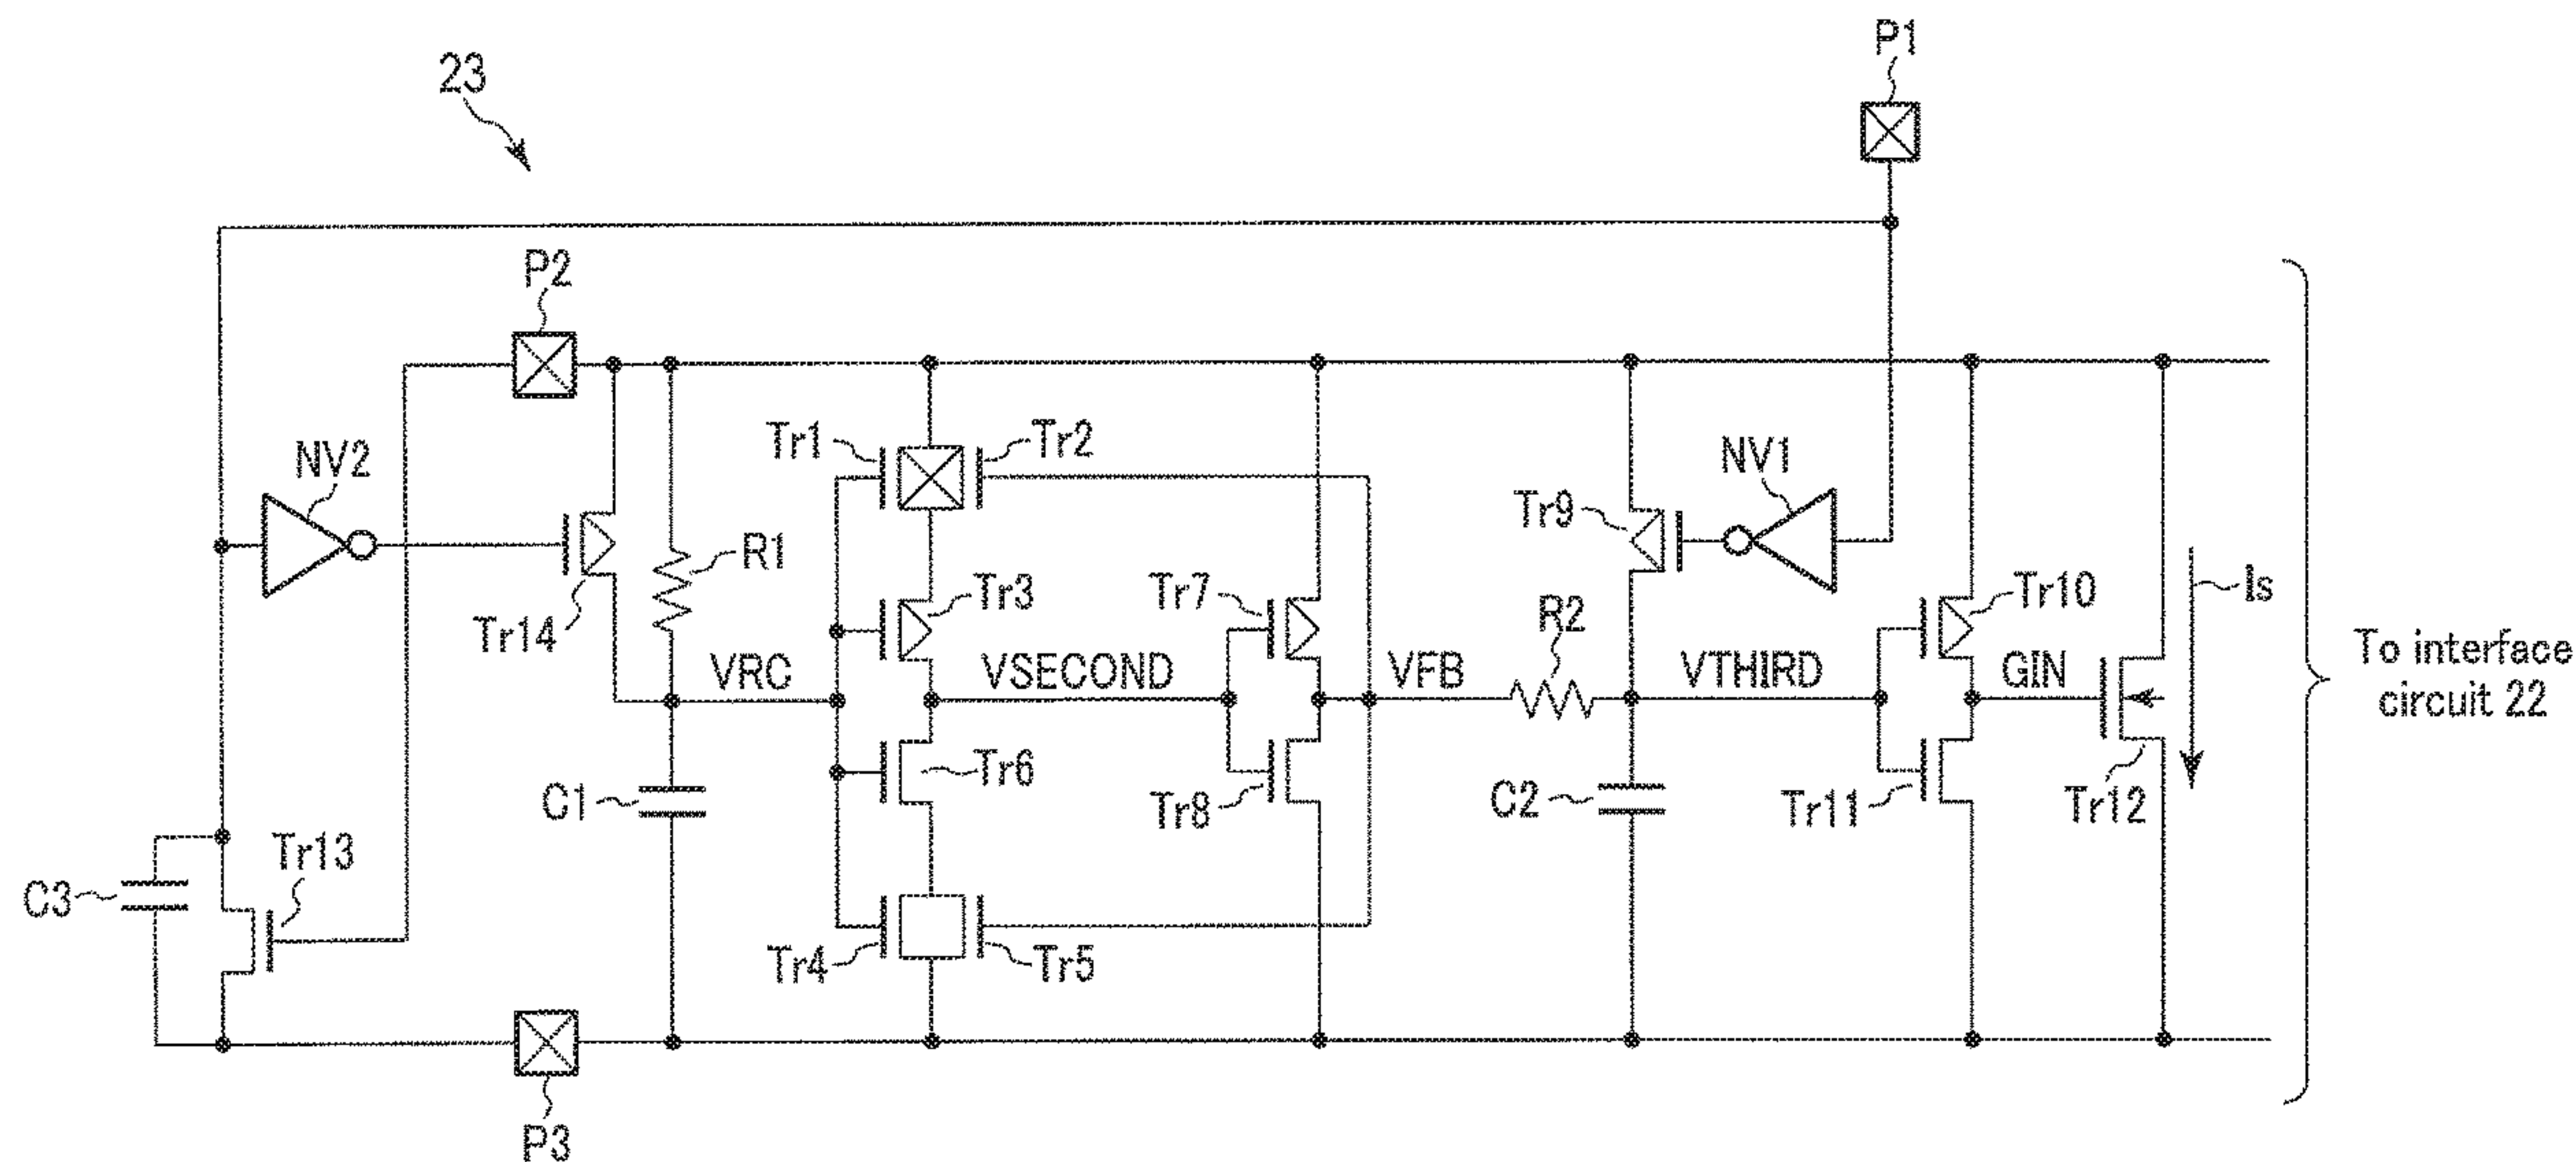 P1
23
P2
NV2
Tr1
Tr2
NV1
Tr9
R1
Tr3
Tr7
R2
Tr10
Is
Tr14
VRC
VSECOND
VFB
VTHIRD
GIN
To interface
circuit 22
C1
Tr6
Tr8
C2
Tr11
Tr12
Tr13
C3
Tr4
Tr5
P3